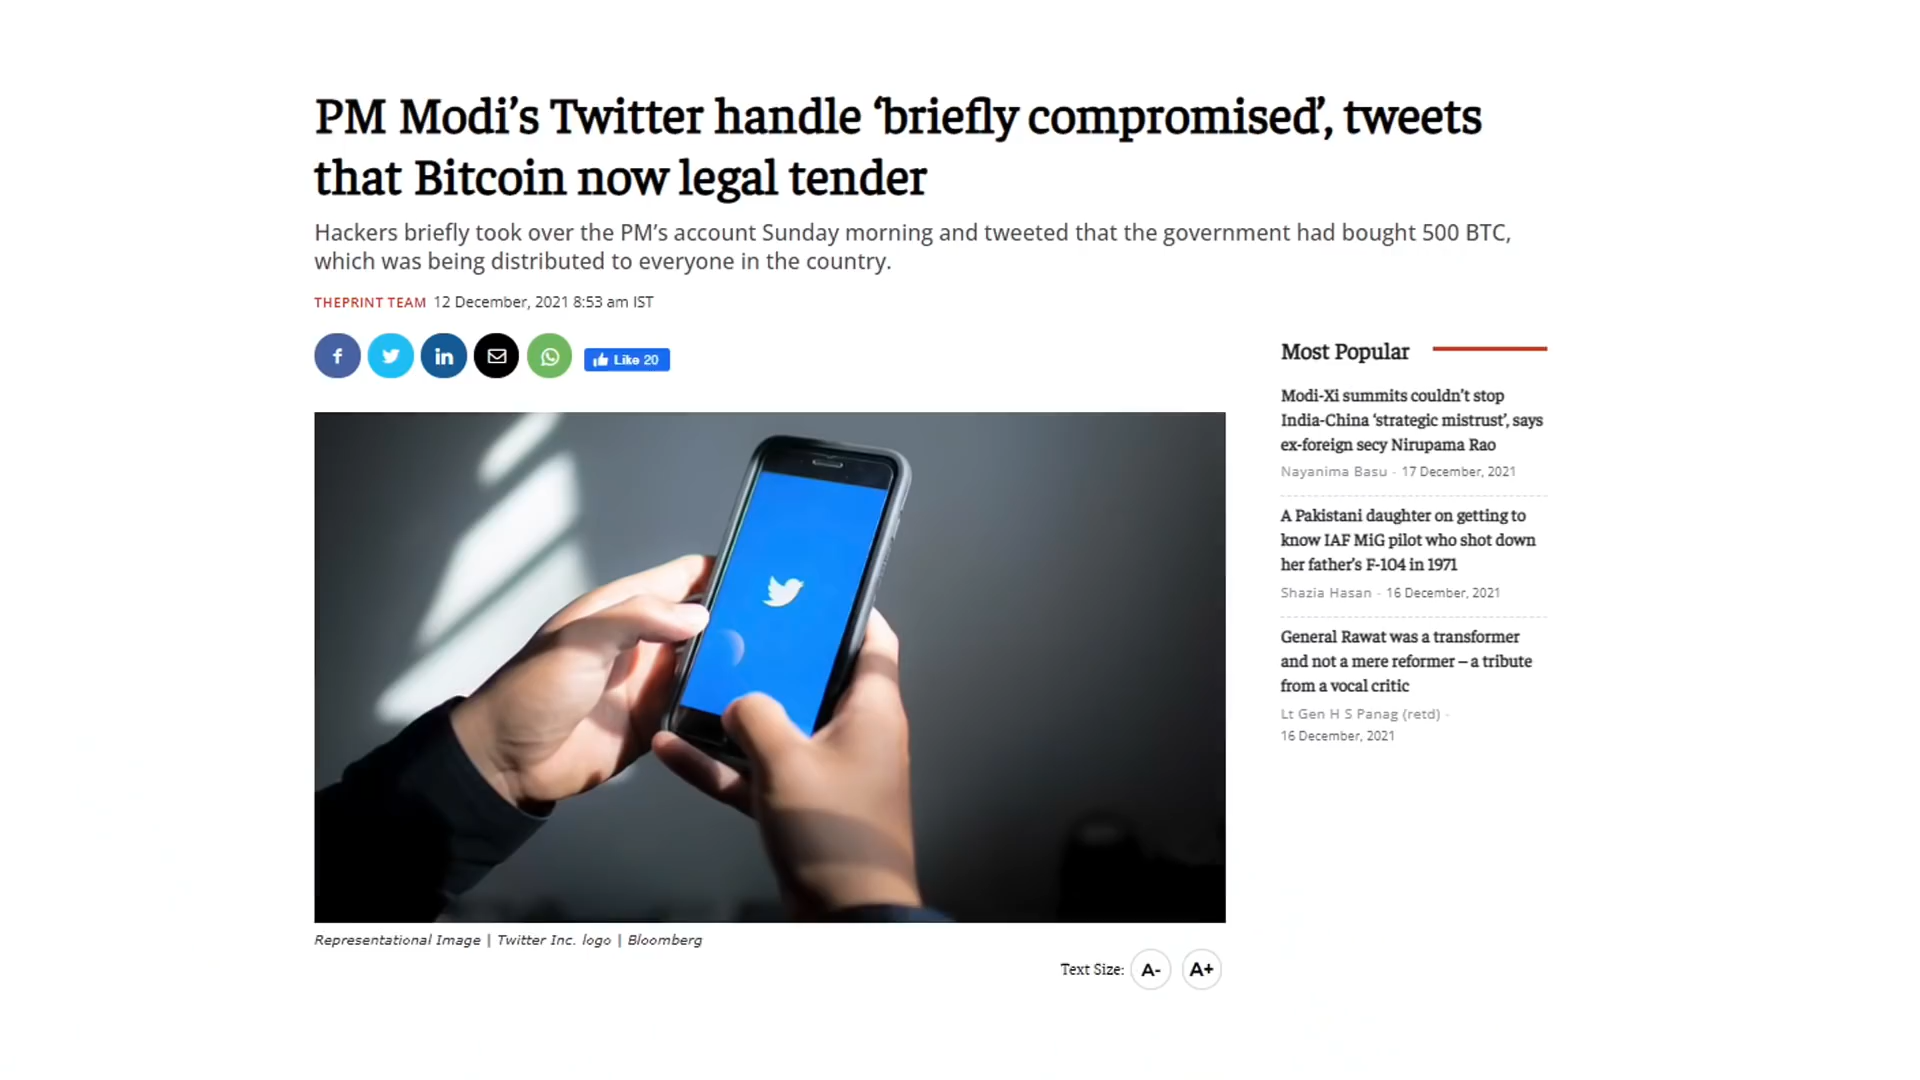 PM Modi’s Twitter handle ‘briefly compromised’, tweets
that Bitcoin now legal tender
Hackers briefly took over the PM’s account Sunday morning and tweeted that the government had bought 500 BTC,
which was being distributed to everyone in the country.
THEPRINT TEAM 12 December, 2021 8:53 am IST
f in Like 20
Most Popular
Modi-Xi summits couldn’t stop
India-China ‘strategic mistrust’, says
ex-foreign secy Nirupama Rao
Nayanima Basu - 17 December, 2021
A Pakistani daughter on getting to
know IAF MiG pilot who shot down
her father’s F-104 in 1971
Shazia Hasan - 16 December, 2021
General Rawat was a transformer
and not a mere reformer – a tribute
from a vocal critic
Lt Gen H S Panag (retd) -
16 December, 2021
Representational Image | Twitter Inc. logo | Bloomberg
Text Size: A- A+